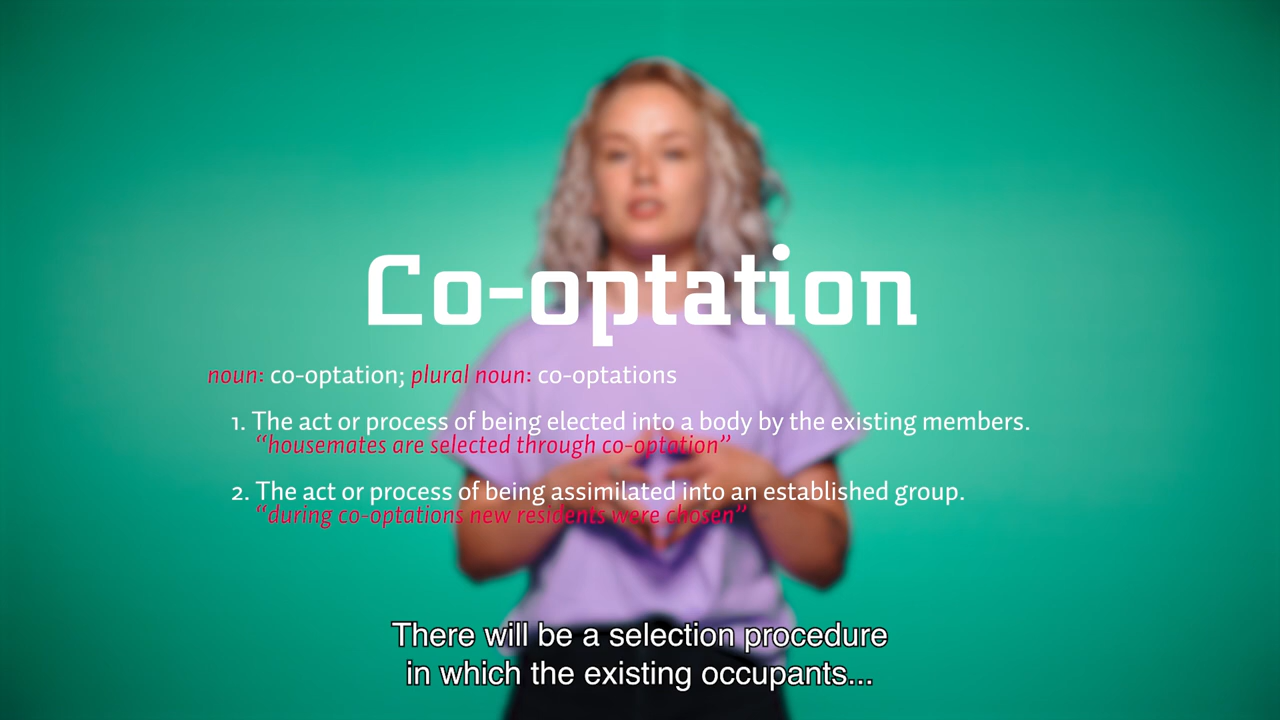 Co-optation
noun: co-optation; plural noun: co-optations
1. The act or process of being elected into a body by the existing members.
“housemates are selected through co-optation”
2. The act or process of being assimilated into an established group.
“during co-optations new residents were chosen”
There will be a selection procedure
in which the existing occupants...